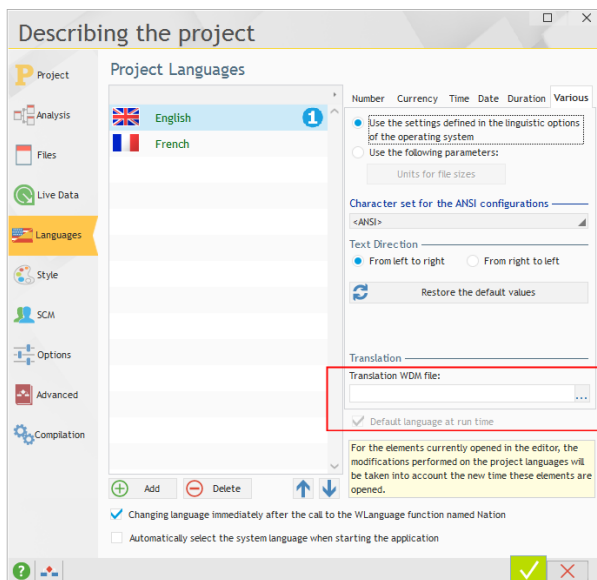 Describing the project
Project
Analysis
Files
Live Data
Languages
Style
SCM
Options
Advanced
Compilation
Project Languages
English 1
French
Add Delete
Number Currency Time Date Duration Various
Use the settings defined in the linguistic options
of the operating system
Use the following parameters:
Units for file sizes
Character set for the ANSI configurations
<ANSI>
Text Direction
From left to right From right to left
Restore the default values
Translation
Translation WDM file:
...
Default language at run time
For the elements currently opened in the editor, the
modifications performed on the project languages will
be taken into account the new time these elements are
opened.
Changing language immediately after the call to the WLanguage function named Nation
Automatically select the system language when starting the application